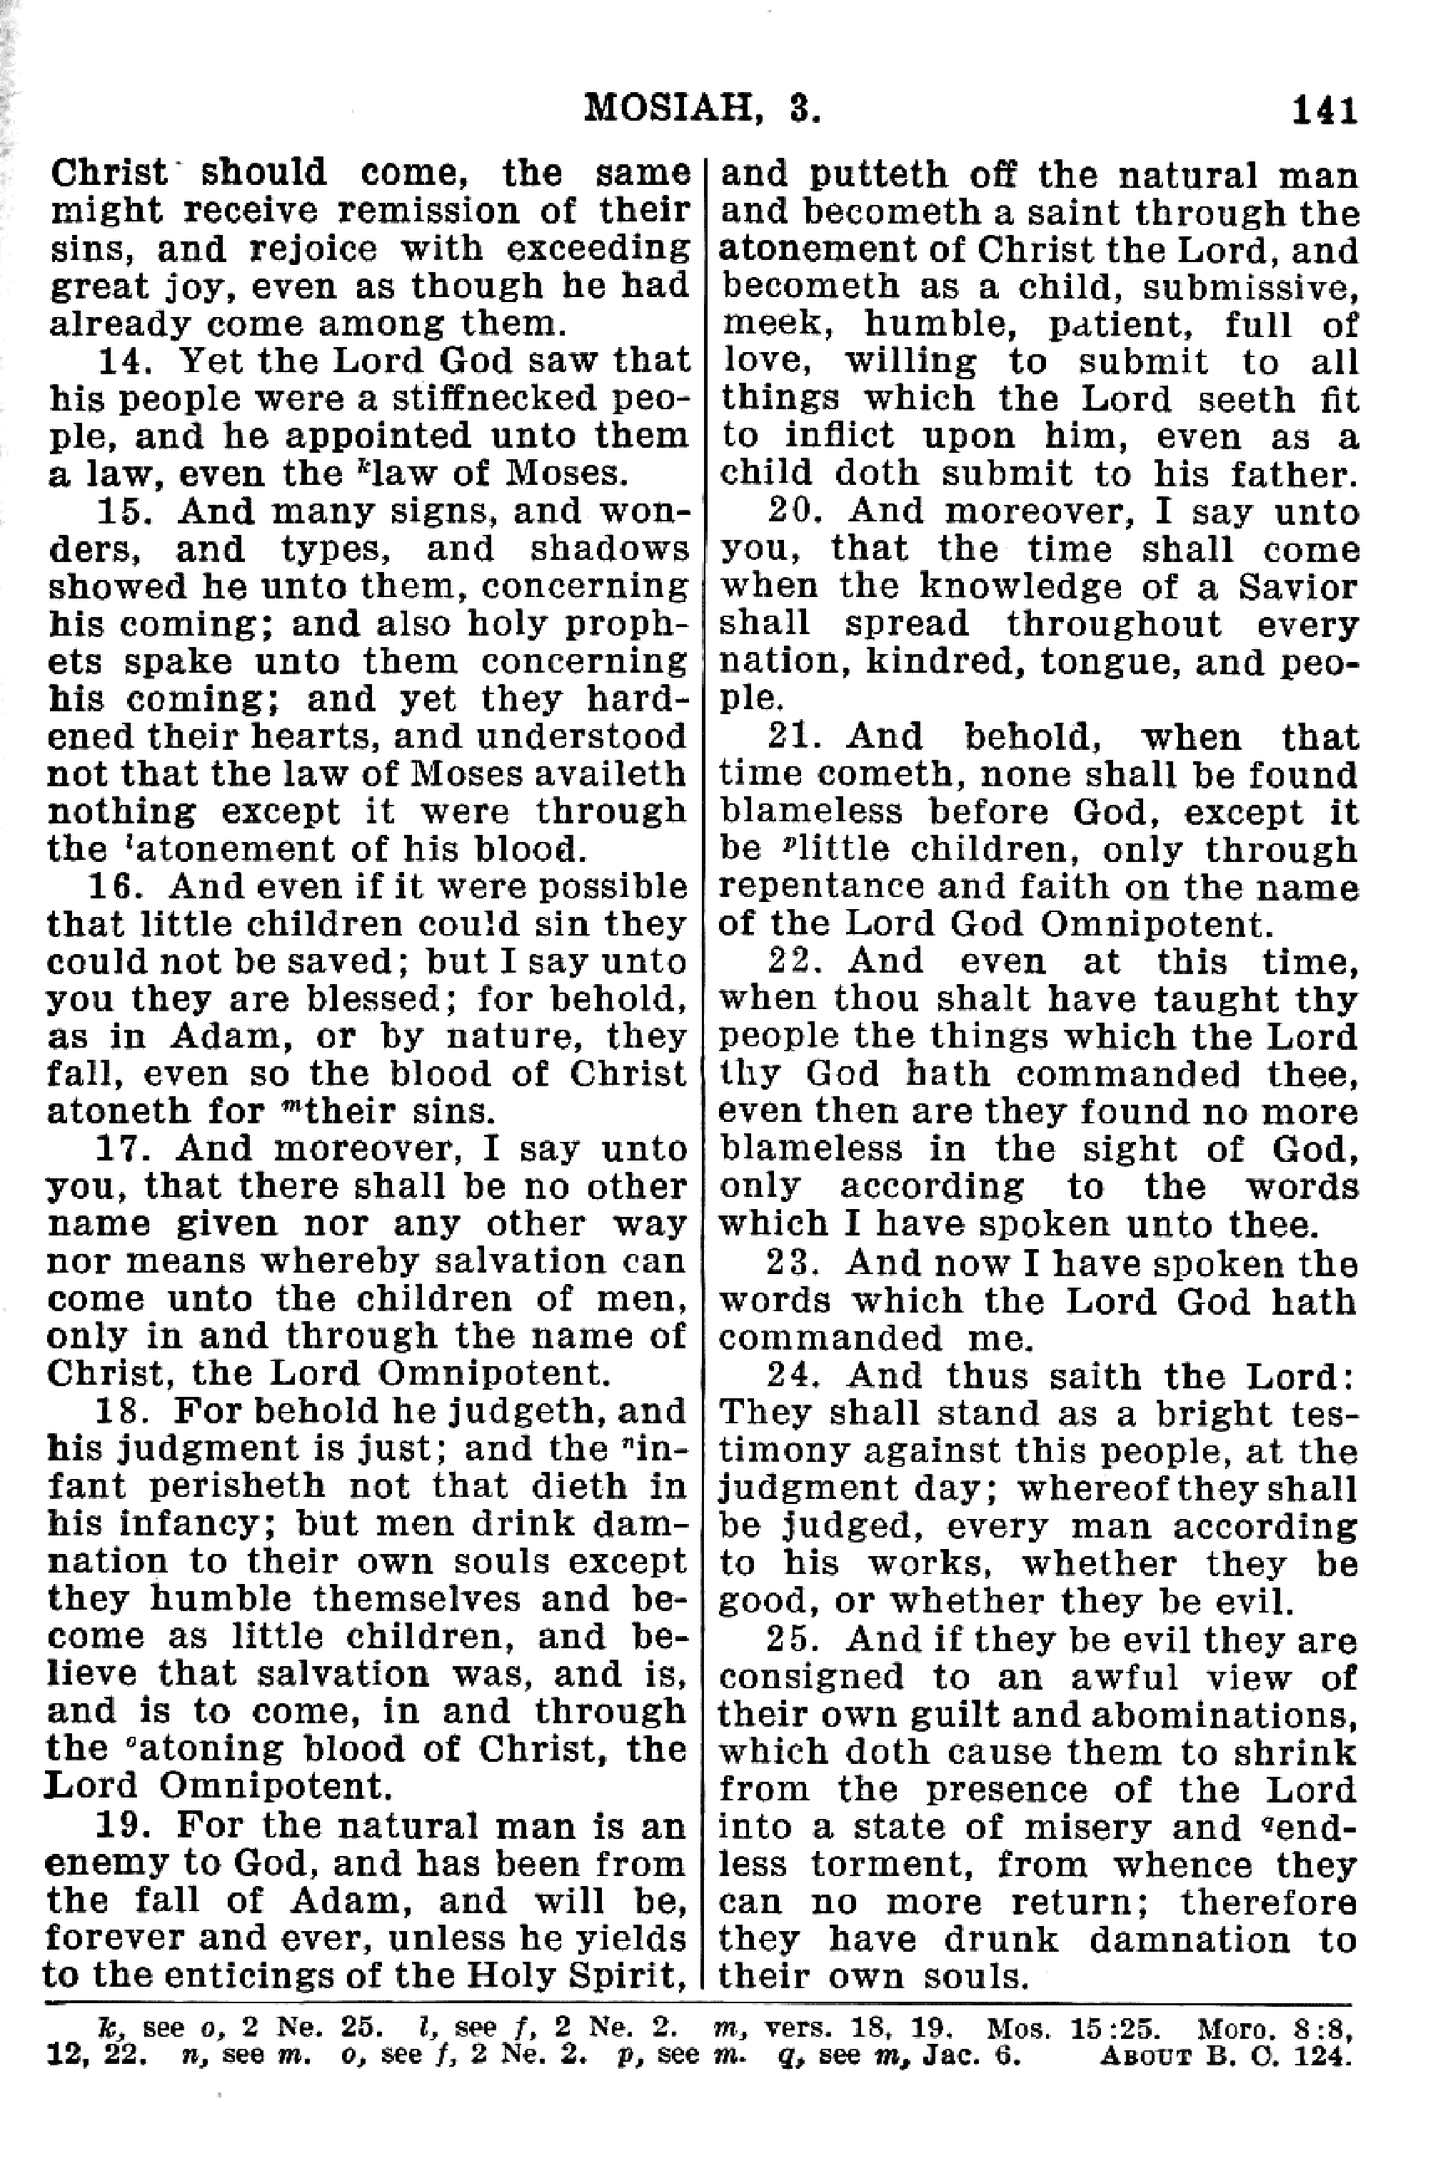 MOSIAH, 3.
141
Christ should come, the same
might receive remission of their
sins, and rejoice with exceeding
great joy, even as though he had
already come among them.
14. Yet the Lord God saw that
his people were a stiffnecked peo-
ple, and he appointed unto them
a law, even the klaw of Moses.
15. And many signs, and won-
ders, and types, and shadows
showed he unto them, concerning
his coming; and also holy proph-
ets spake unto them concerning
his coming; and yet they hard-
ened their hearts, and understood
not that the law of Moses availeth
nothing except it were through
the latonement of his blood.
16. And even if it were possible
that little children could sin they
could not be saved; but I say unto
you they are blessed; for behold,
as in Adam, or by nature, they
fall, even so the blood of Christ
atoneth for mtheir sins.
17. And moreover, I say unto
you, that there shall be no other
name given nor any other way
nor means whereby salvation can
come unto the children of men,
only in and through the name of
Christ, the Lord Omnipotent.
18. For behold he judgeth, and
his judgment is just; and the nin-
fant perisheth not that dieth in
his infancy; but men drink dam-
nation to their own souls except
they humble themselves and be-
come as little children, and be-
lieve that salvation was, and is,
and is to come, in and through
the oatoning blood of Christ, the
Lord Omnipotent.
19. For the natural man is an
enemy to God, and has been from
the fall of Adam, and will be,
forever and ever, unless he yields
to the enticings of the Holy Spirit,
and putteth off the natural man
and becometh a saint through the
atonement of Christ the Lord, and
becometh as a child, submissive,
meek, humble, patient, full of
love, willing to submit to all
things which the Lord seeth fit
to inflict upon him, even as a
child doth submit to his father.
20. And moreover, I say unto
you, that the time shall come
when the knowledge of a Savior
shall spread throughout every
nation, kindred, tongue, and peo-
ple.
21. And behold, when that
time cometh, none shall be found
blameless before God, except it
be plittle children, only through
repentance and faith on the name
of the Lord God Omnipotent.
22. And even at this time,
when thou shalt have taught thy
people the things which the Lord
thy God hath commanded thee,
even then are they found no more
blameless in the sight of God,
only according to the words
which I have spoken unto thee.
23. And now I have spoken the
words which the Lord God hath
commanded me.
24. And thus saith the Lord:
They shall stand as a bright tes-
timony against this people, at the
judgment day; whereof they shall
be judged, every man according
to his works, whether they be
good, or whether they be evil.
25. And if they be evil they are
consigned to an awful view of
their own guilt and abominations,
which doth cause them to shrink
from the presence of the Lord
into a state of misery and qend-
less torment, from whence they
can no more return; therefore
they have drunk damnation to
their own souls.
k, see o, 2 Ne. 25. l, see f, 2 Ne. 2. m, vers. 18, 19. Mos. 15:25. Moro. 8:8,
12, 22. n, see m. o, see f, 2 Ne. 2. p, see m. q, see m, Jac. 6. ABOUT B. C. 124.